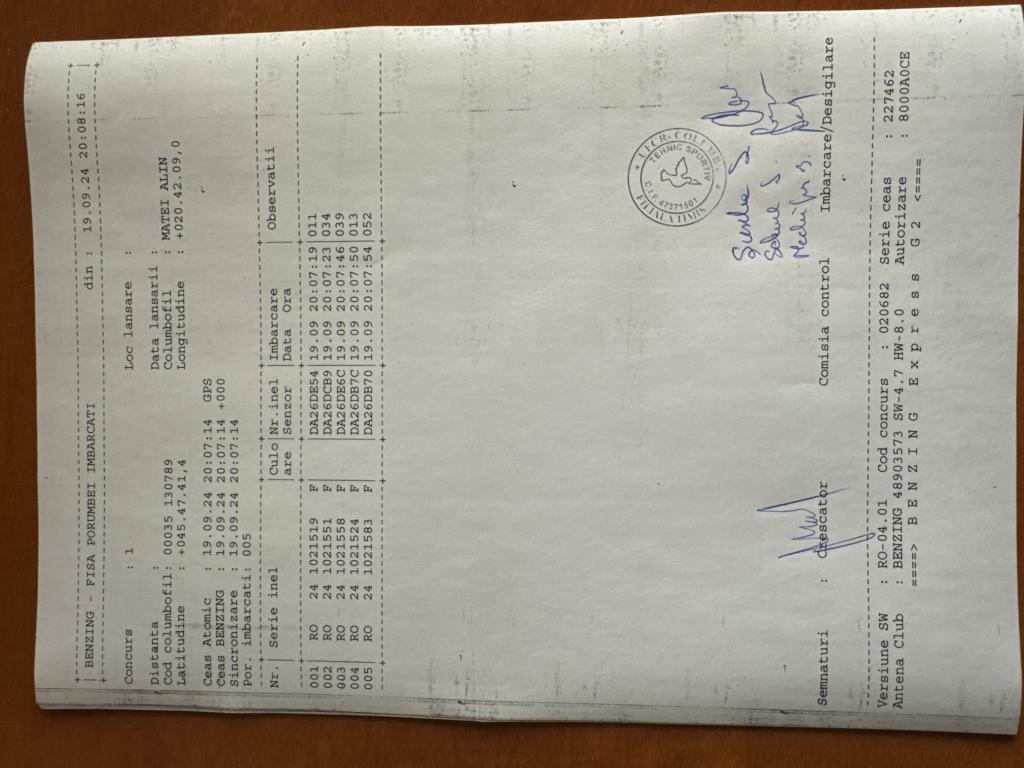 BENZING - FISA PORUMBEI IMBARCATI din : 19.09.24 20:08:16
Concurs : 1 Loc lansare :
Distanta : Data lansarii :
Cod columbofil: 00035 130789 Columbofil : MATEI ALIN
Latitudine : +045.47.41,4 Longitudine : +020.42.09,0
Ceas Atomic : 19.09.24 20:07:14 GPS
Ceas BENZING : 19.09.24 20:07:14 +000
Sincronizare : 19.09.24 20:07:14
Por. imbarcati: 005
Nr. | Serie inel |Culo|Nr.inel |Imbarcare | Observatii
| |are |Senzor |Data Ora |
001 RO 24 1021519 F |DA26DE54|19.09 20:07:19|011
002 RO 24 1021551 F |DA26DCB9|19.09 20:07:23|034
003 RO 24 1021558 F |DA26DE6C|19.09 20:07:46|039
004 RO 24 1021524 F |DA26DB7C|19.09 20:07:50|013
005 RO 24 1021583 F |DA26DB70|19.09 20:07:54|052
UFCR-COLUMBA
TEHNIC SPORTIV
C.I.F. 47371501
FILIALA TIMIS
Semnaturi : Crescator Comisia control Imbarcare/Desigilare
Versiune SW : RO-04.01 Cod concurs : 020682 Serie ceas : 227462
Antena Club : BENZING 48903573 SW-4.7 HW-8.0 Autorizare : 8000A0CE
====> B E N Z I N G E x p r e s s G 2 <====